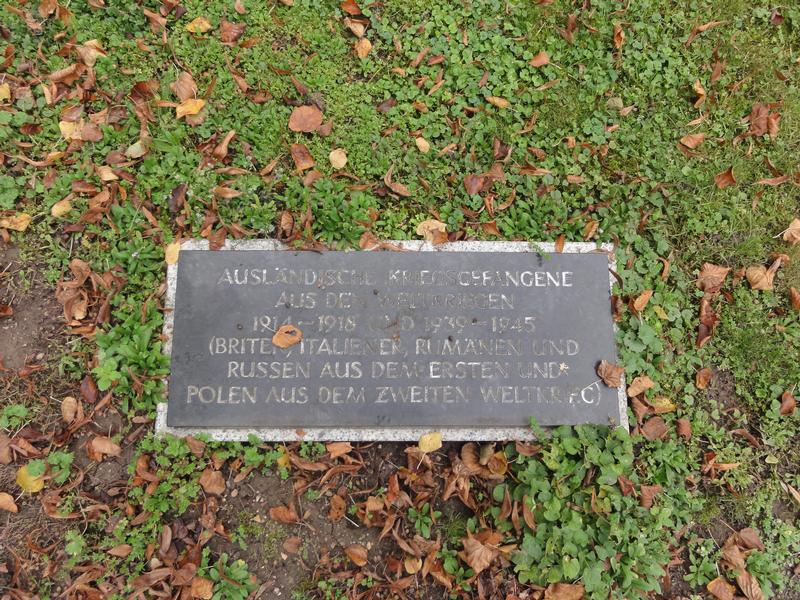 AUSLÄNDISCHE KRIEGSGEFANGENE
AUS DEN WELTKRIEGEN
1914–1918 UND 1939–1945
(BRITEN, ITALIENER, RUMÄNEN UND
RUSSEN AUS DEM ERSTEN UND
POLEN AUS DEM ZWEITEN WELTKRIEG)